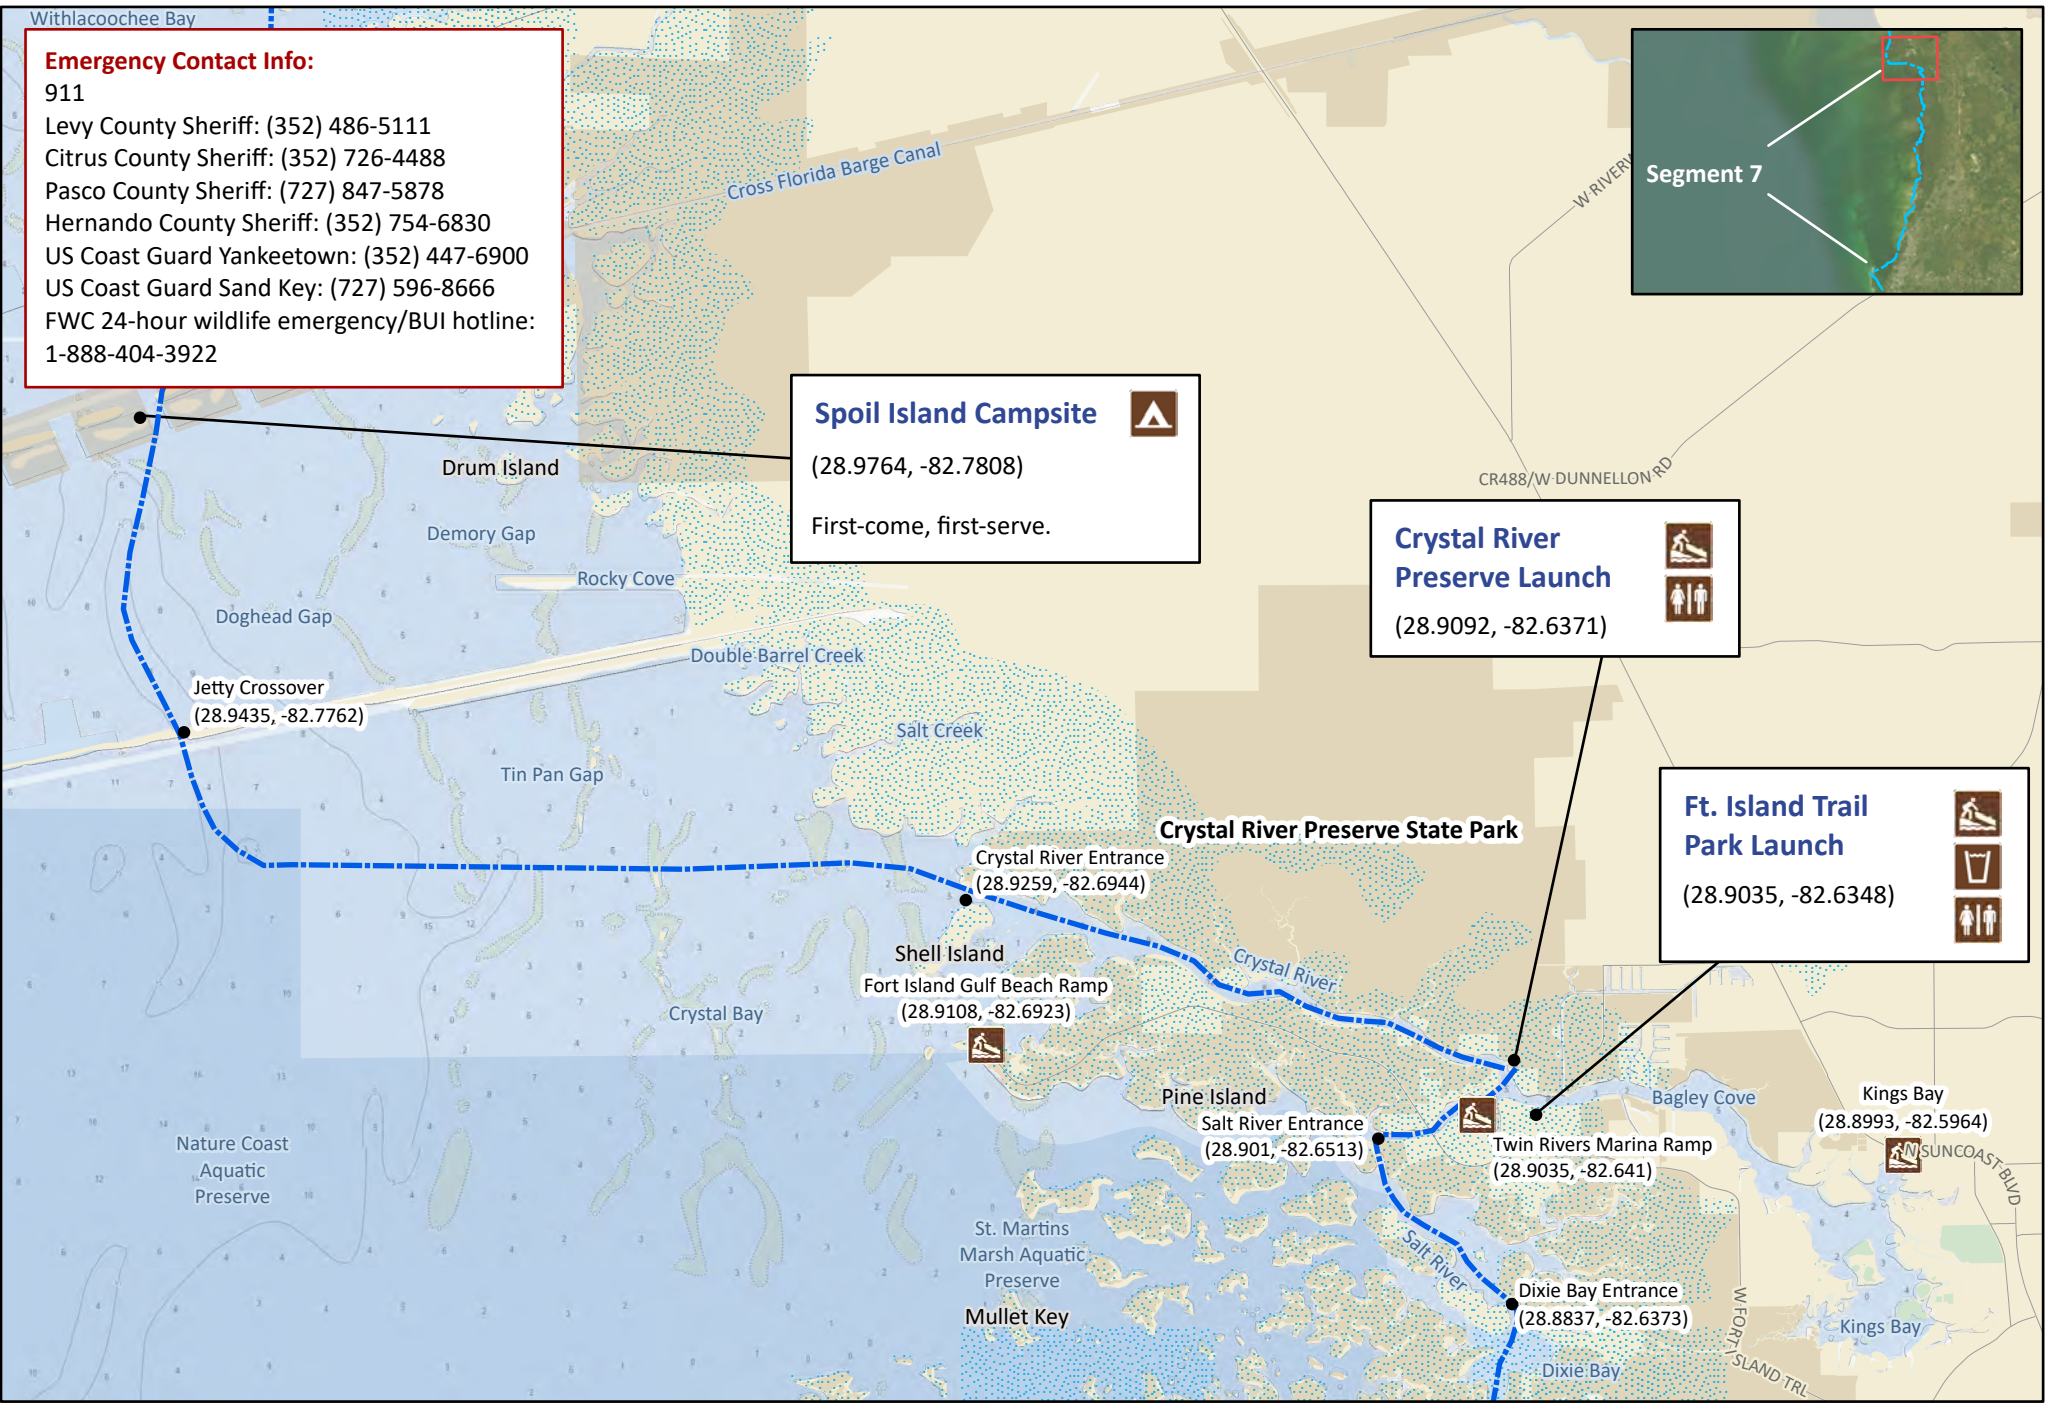 Withlacoochee Bay
Emergency Contact Info:
911
Levy County Sheriff: (352) 486-5111
Citrus County Sheriff: (352) 726-4488
Pasco County Sheriff: (727) 847-5878
Hernando County Sheriff: (352) 754-6830
US Coast Guard Yankeetown: (352) 447-6900
US Coast Guard Sand Key: (727) 596-8666
FWC 24-hour wildlife emergency/BUI hotline:
1-888-404-3922
Segment 7
Cross Florida Barge Canal
Spoil Island Campsite
(28.9764, -82.7808)
First-come, first-serve.
Drum Island
Demory Gap
Rocky Cove
Doghead Gap
Double Barrel Creek
CR488/W DUNNELLON RD
Crystal River
Preserve Launch
(28.9092, -82.6371)
Jetty Crossover
(28.9435, -82.7762)
Salt Creek
Tin Pan Gap
Ft. Island Trail
Park Launch
(28.9035, -82.6348)
Crystal River Preserve State Park
Crystal River Entrance
(28.9259, -82.6944)
Shell Island
Crystal River
Fort Island Gulf Beach Ramp
(28.9108, -82.6923)
Crystal Bay
Pine Island
Bagley Cove
Kings Bay
(28.8993, -82.5964)
N SUNCOAST BLVD
Salt River Entrance
(28.901, -82.6513)
Twin Rivers Marina Ramp
(28.9035, -82.641)
Nature Coast
Aquatic
Preserve
St. Martins
Marsh Aquatic
Preserve
Salt River
Mullet Key
Dixie Bay Entrance
(28.8837, -82.6373)
Dixie Bay
Kings Bay
W FORT ISLAND TRL